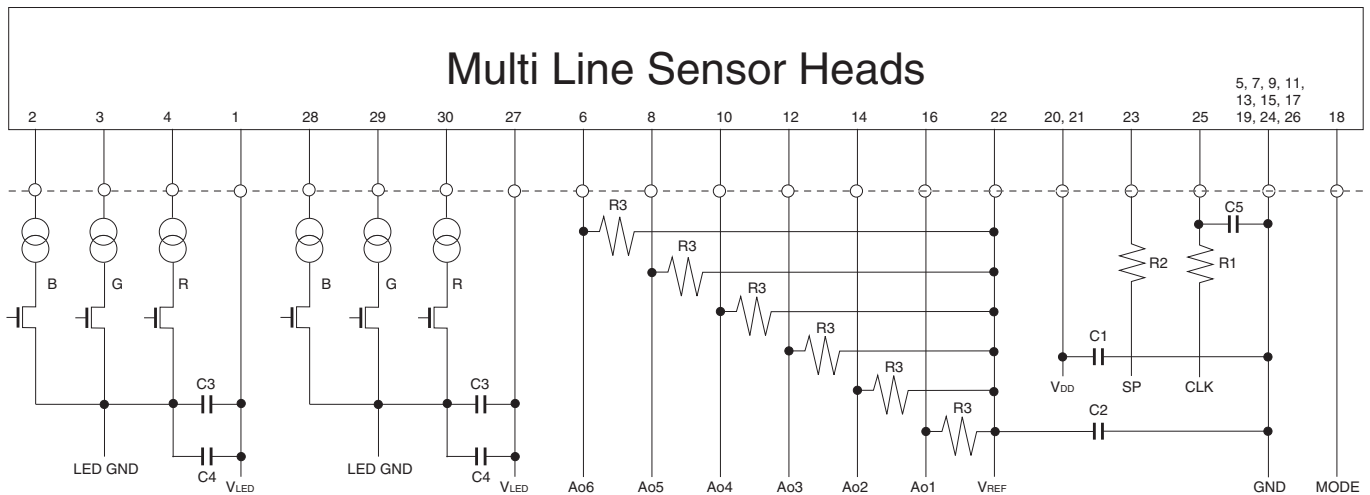 Multi Line Sensor Heads
5, 7, 9, 11,
13, 15, 17
2 3 4 1 28 29 30 27 6 8 10 12 14 16 22 20, 21 23 25 19, 24, 26 18
R3 C5
R3 R2 R1
B G R B G R
R3
R3 C1
R3
C3 C3 VDD SP CLK
R3 C2
LED GND C4 VLED LED GND C4 VLED Ao6 Ao5 Ao4 Ao3 Ao2 Ao1 VREF GND MODE